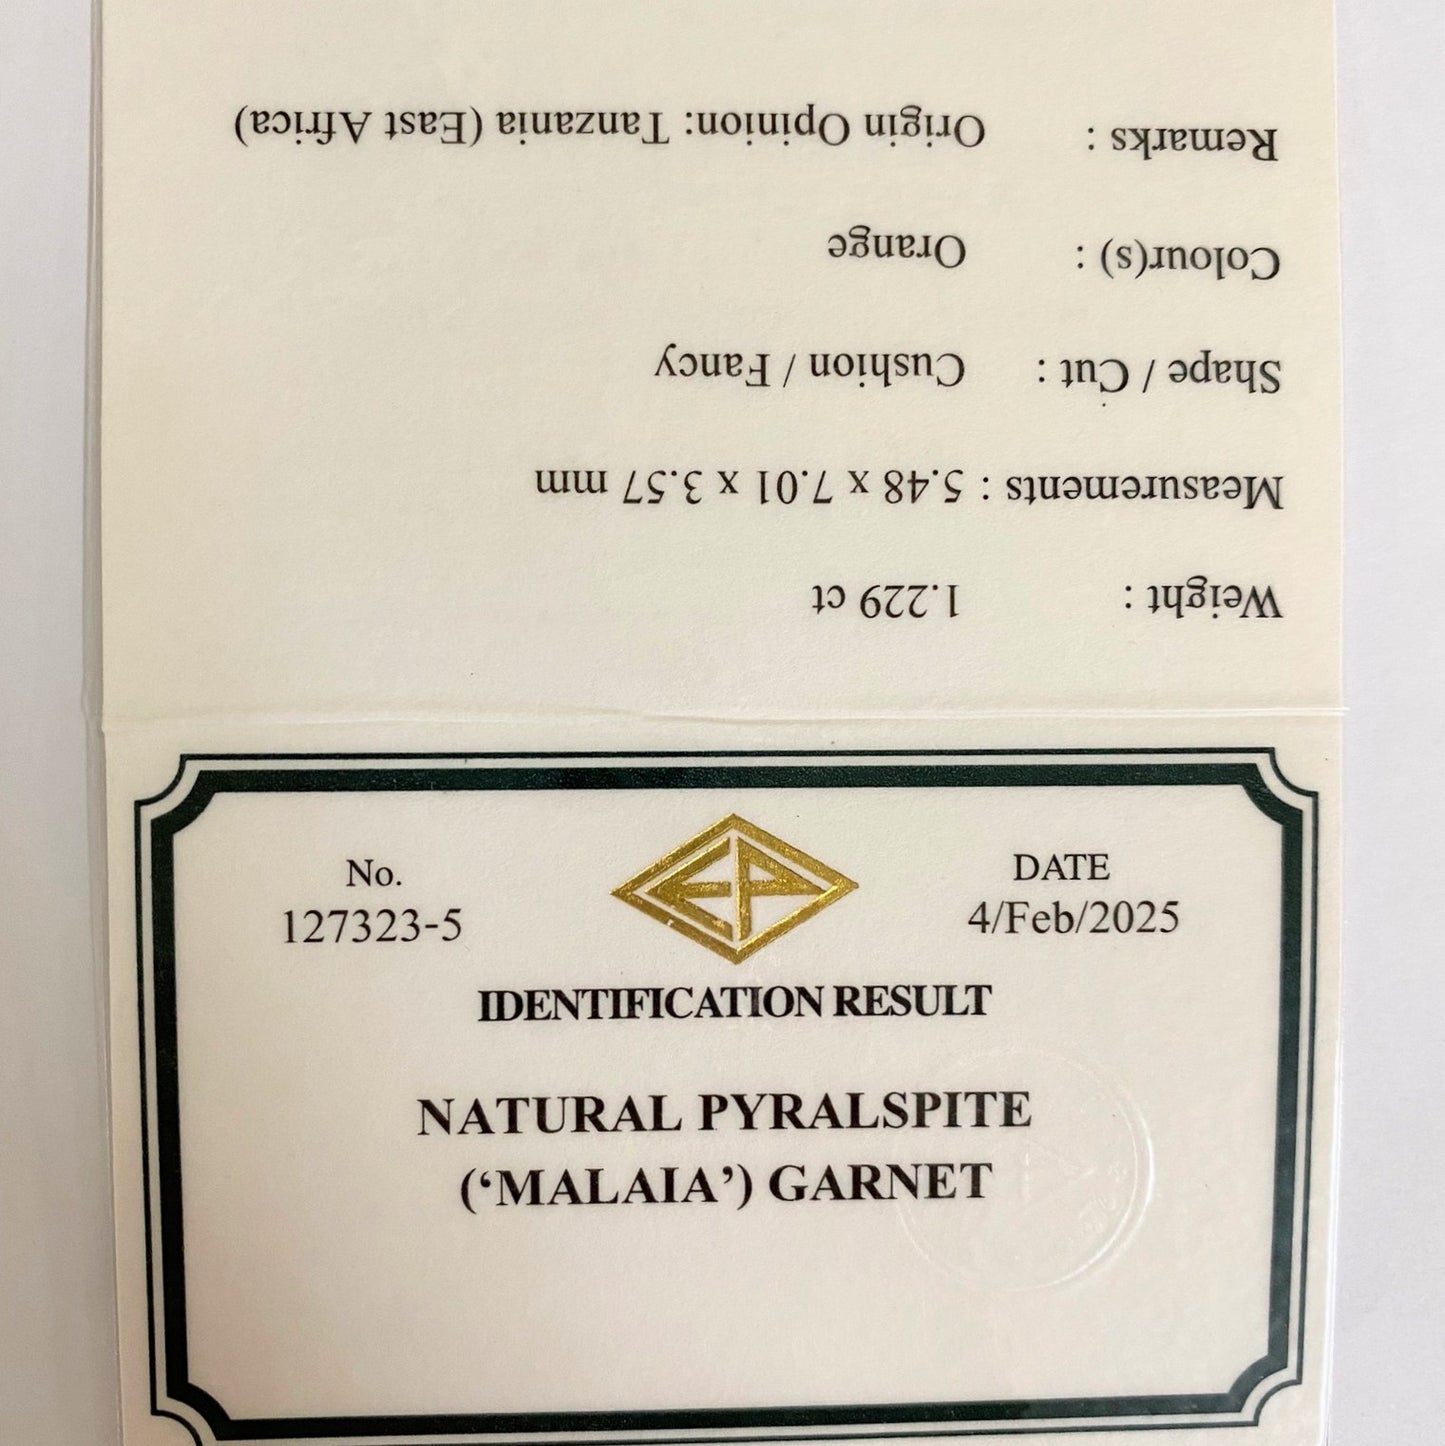 No.
127323-5
EP
DATE
4/Feb/2025
IDENTIFICATION RESULT
NATURAL PYRALSPITE
(‘MALAIA’) GARNET
Weight : 1.229 ct
Measurements : 5.48 x 7.01 x 3.57 mm
Shape / Cut : Cushion / Fancy
Colour(s) : Orange
Remarks : Origin Opinion: Tanzania (East Africa)